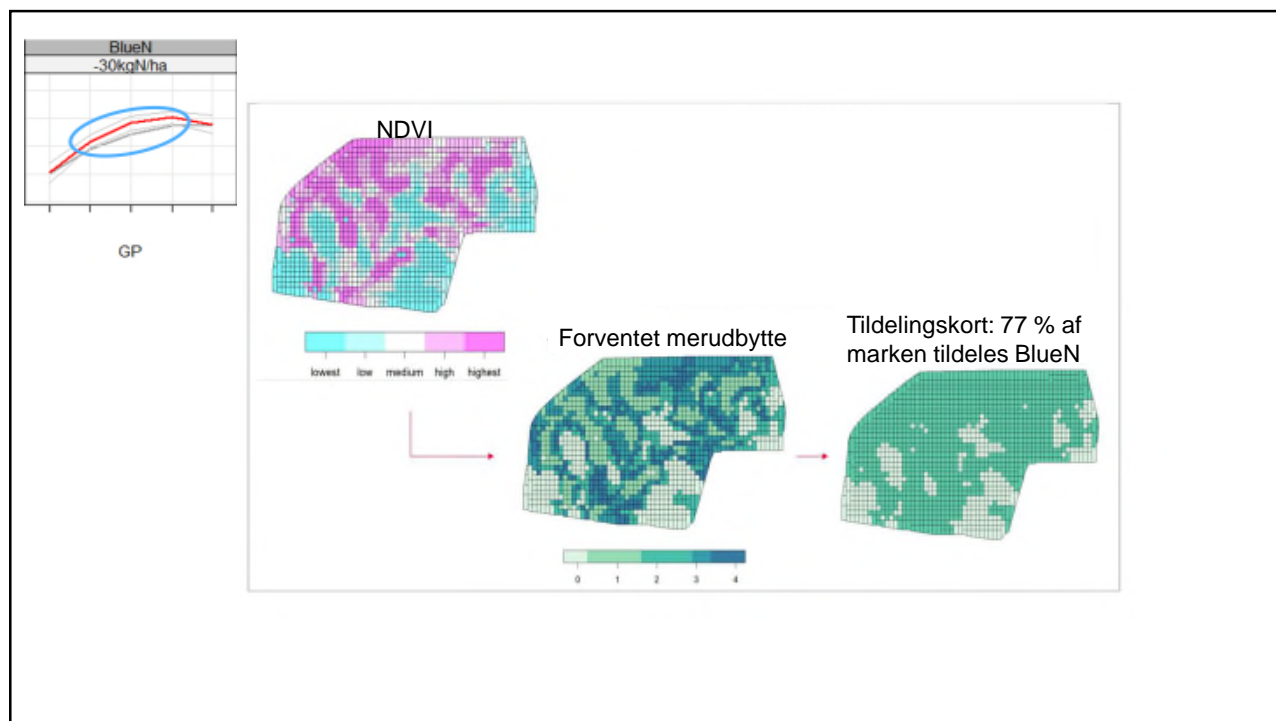 BlueN
-30kgN/ha
GP
NDVI
lowest low medium high highest
Forventet merudbytte
0 1 2 3 4
Tildelingskort: 77 % af
marken tildeles BlueN